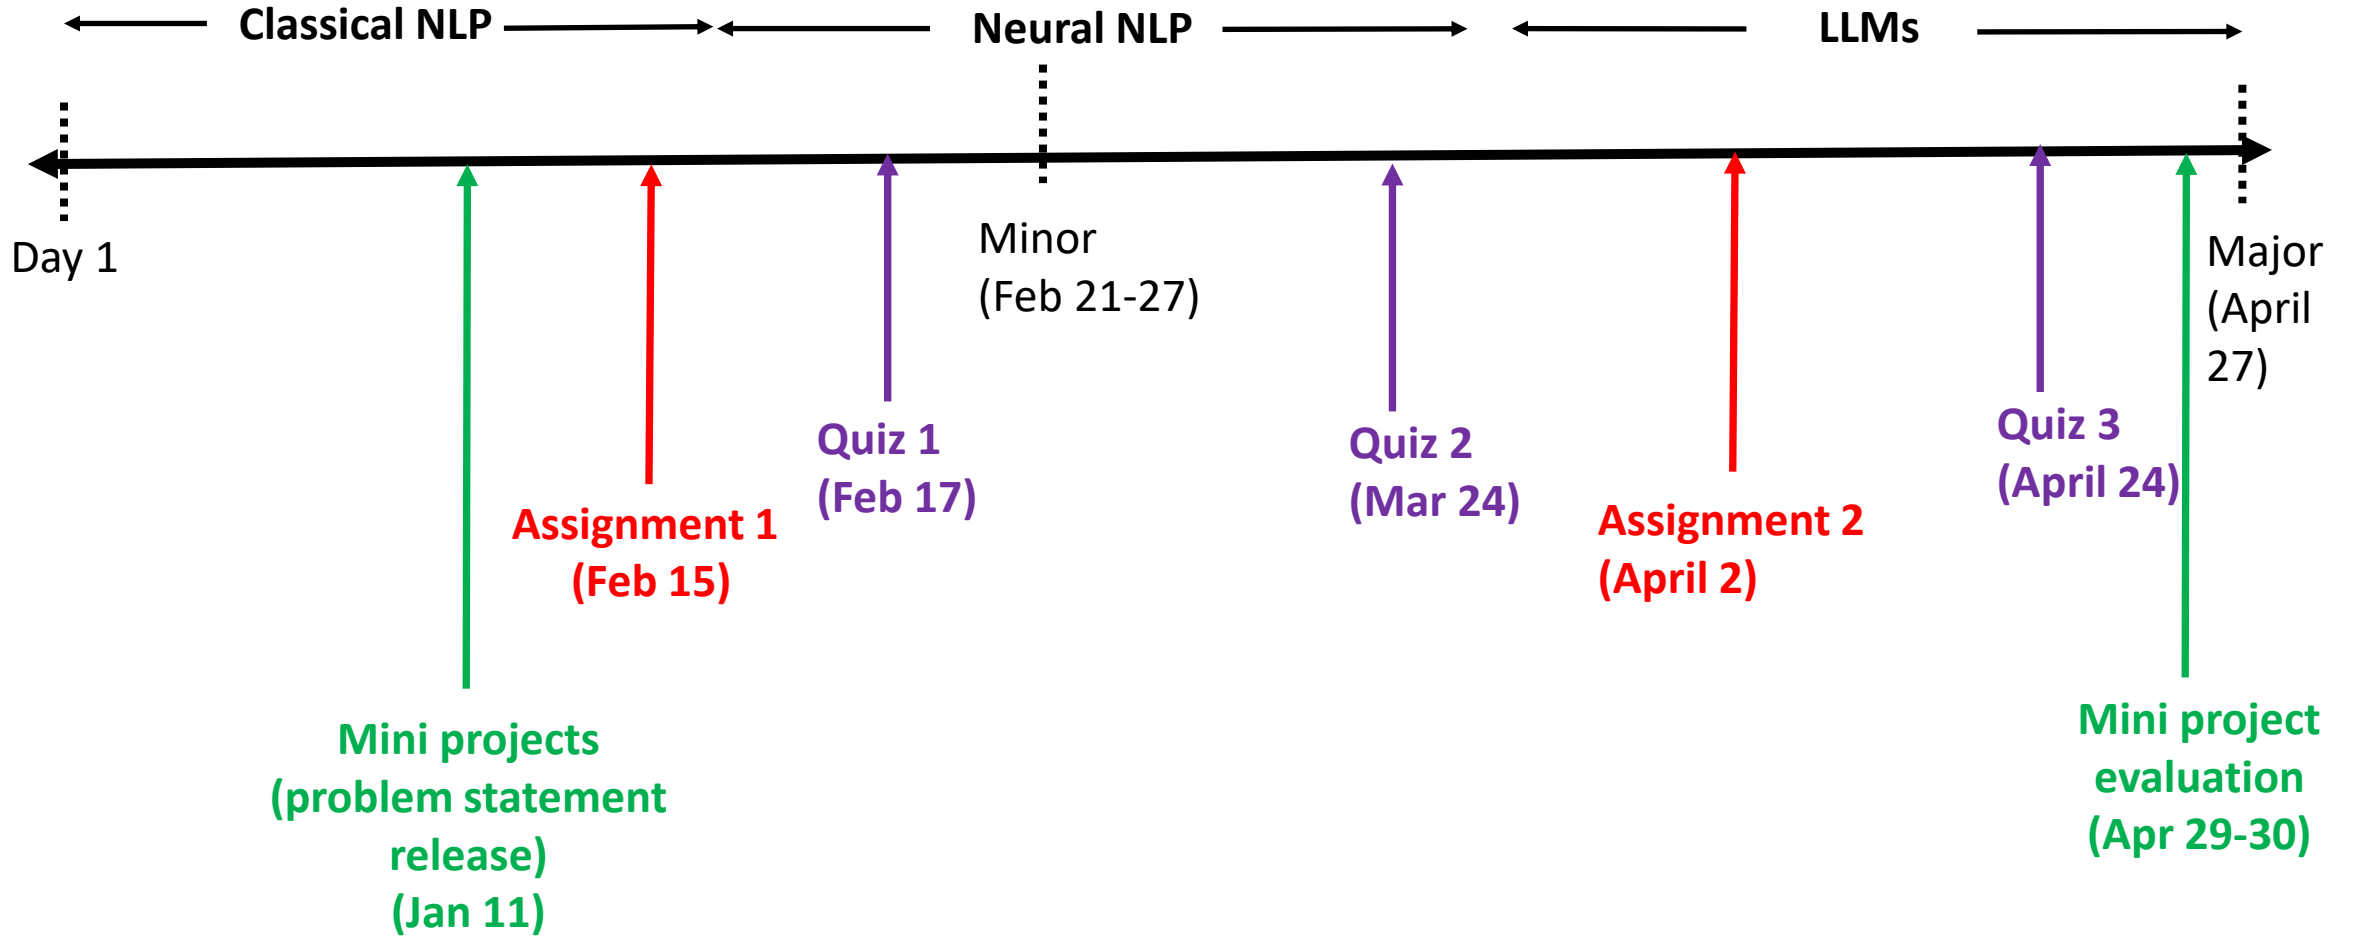 Classical NLP
Neural NLP
LLMs
Day 1
Minor
(Feb 21-27)
Major
(April
27)
Quiz 1
(Feb 17)
Quiz 2
(Mar 24)
Quiz 3
(April 24)
Assignment 1
(Feb 15)
Assignment 2
(April 2)
Mini projects
(problem statement
release)
(Jan 11)
Mini project
evaluation
(Apr 29-30)